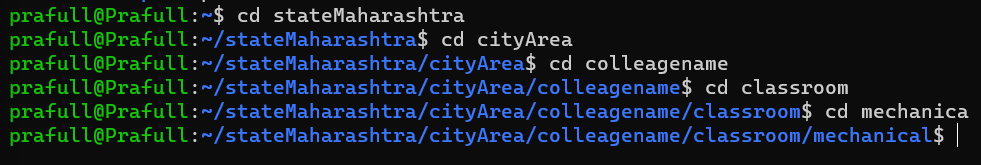 prafull@Prafull:~$ cd stateMaharashtra
prafull@Prafull:~/stateMaharashtra$ cd cityArea
prafull@Prafull:~/stateMaharashtra/cityArea$ cd colleagename
prafull@Prafull:~/stateMaharashtra/cityArea/colleagename$ cd classroom
prafull@Prafull:~/stateMaharashtra/cityArea/colleagename/classroom$ cd mechanica
prafull@Prafull:~/stateMaharashtra/cityArea/colleagename/classroom/mechanical$